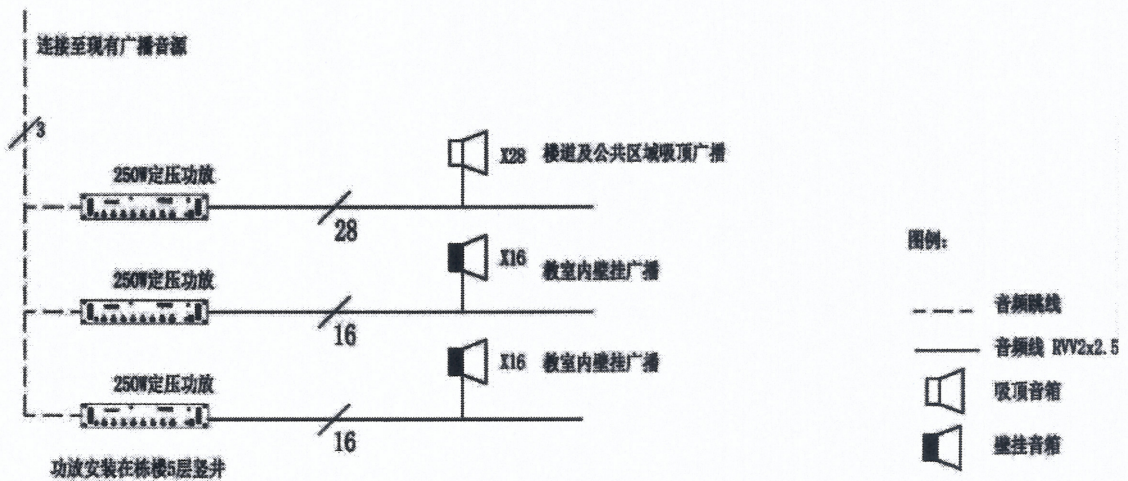 连接至现有广播音源
3
X28 楼道及公共区域吸顶广播
250W定压功放
28
图例:
X16 教室内壁挂广播
250W定压功放
16
音频跳线
音频线 RVV2x2.5
X16 教室内壁挂广播
250W定压功放
吸顶音箱
16
壁挂音箱
功放安装在栋楼5层竖井